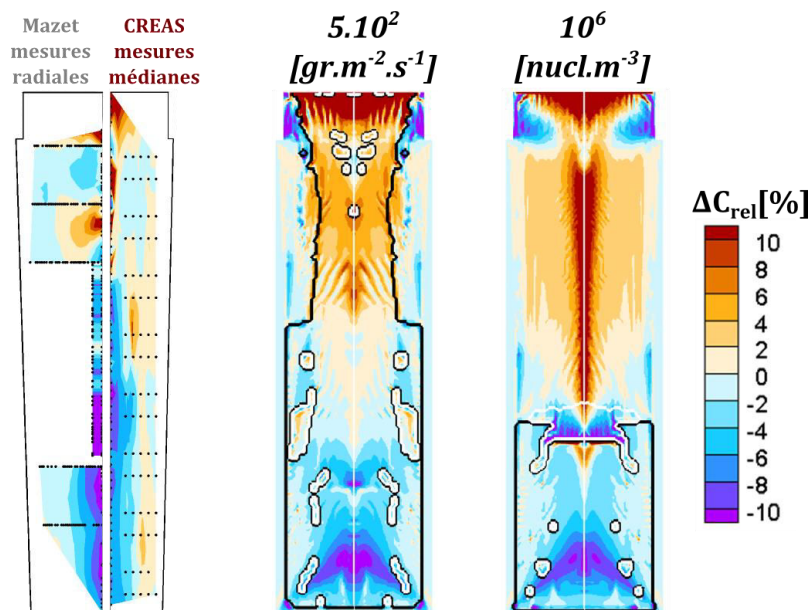 Mazet
mesures
radiales
CREAS
mesures
médianes
5.10²
[gr.m⁻².s⁻¹]
10⁶
[nucl.m⁻³]
ΔC_rel[%]
10
8
6
4
2
0
-2
-4
-6
-8
-10